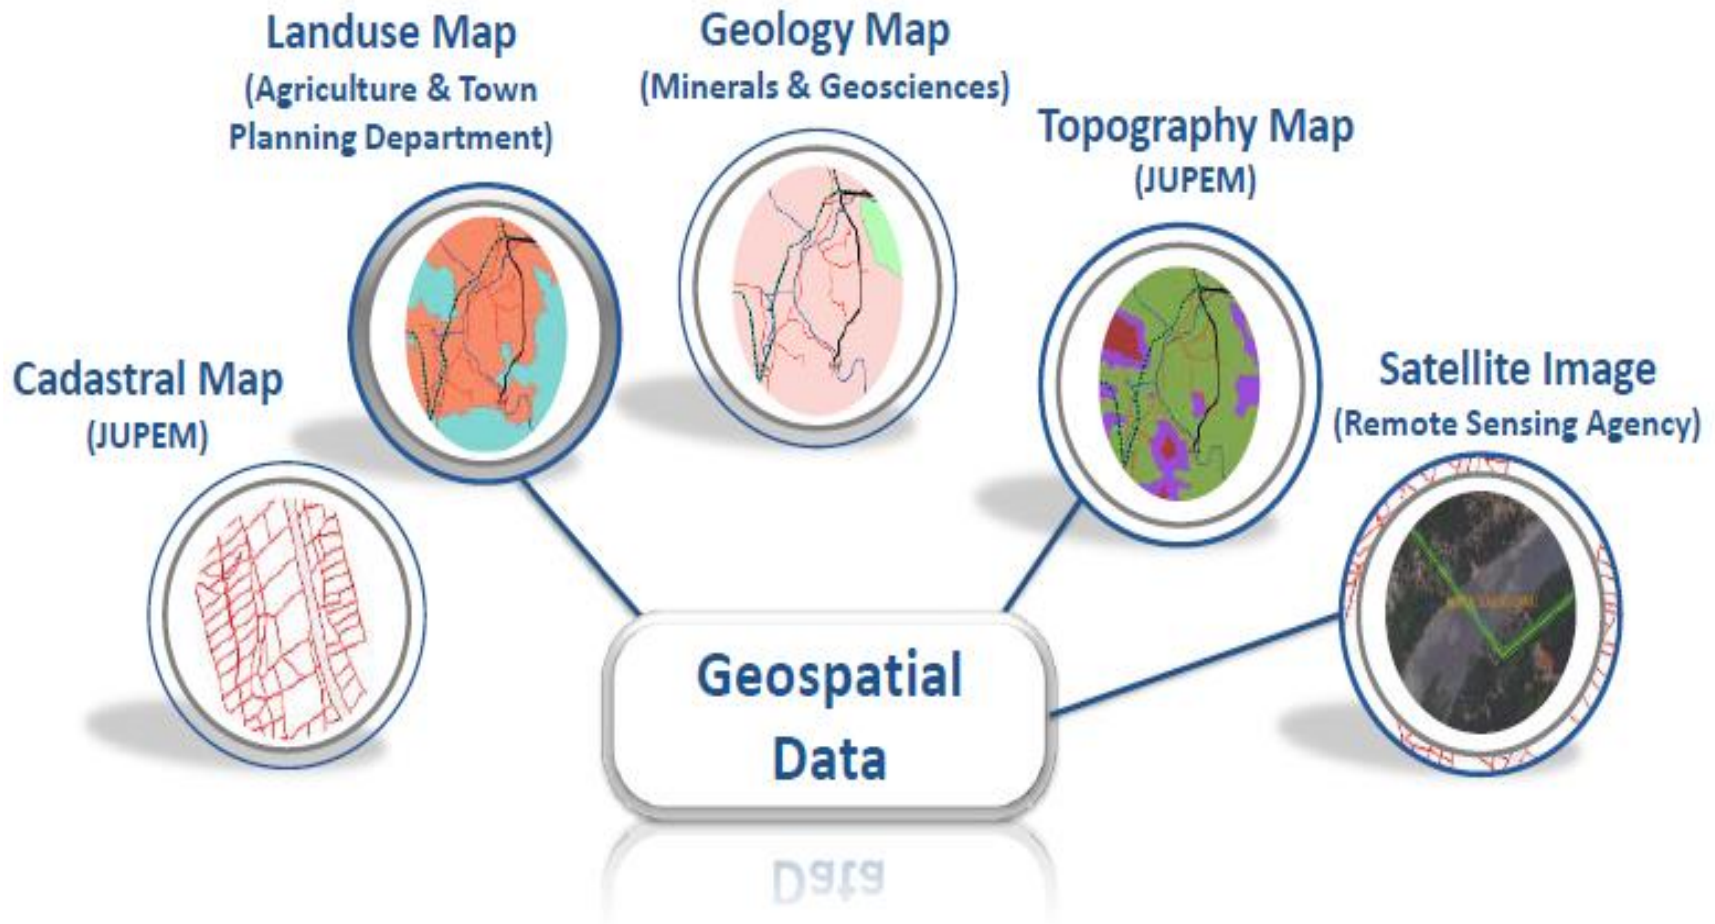 Landuse Map
(Agriculture & Town
Planning Department)
Geology Map
(Minerals & Geosciences)
Topography Map
(JUPEM)
Cadastral Map
(JUPEM)
Satellite Image
(Remote Sensing Agency)
Geospatial
Data